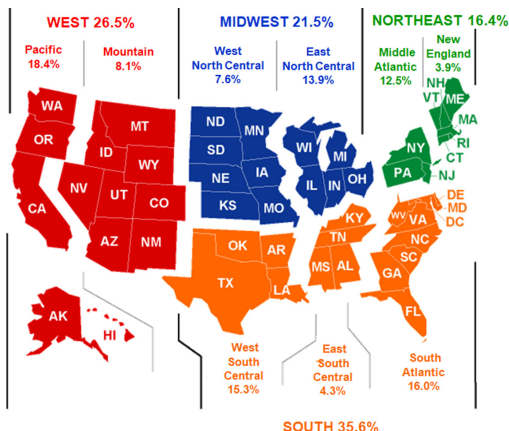 WEST 26.5%
MIDWEST 21.5%
NORTHEAST 16.4%
Pacific
18.4%
Mountain
8.1%
West
North Central
7.6%
East
North Central
13.9%
Middle
Atlantic
12.5%
New
England
3.9%
WA
OR
CA
NV
ID
MT
WY
UT
CO
AZ
NM
AK
HI
ND
SD
NE
KS
MN
IA
MO
WI
MI
IL
IN
OH
NH
VT
ME
MA
RI
CT
NY
NJ
PA
DE
MD
DC
WV
VA
NC
SC
GA
FL
KY
TN
MS
AL
OK
AR
TX
LA
West
South
Central
15.3%
East
South
Central
4.3%
South
Atlantic
16.0%
SOUTH 35.6%